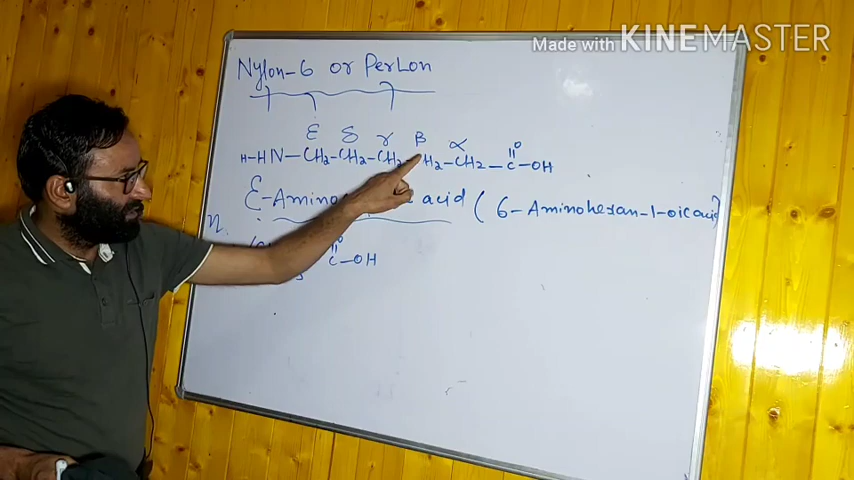 Made with KINEMASTER
Nylon-6 or Perlon
ε δ γ β α O
H-HN-CH2-CH2-CH2 H2-CH2-C-OH
ε-Amino acid ( 6-Aminohexan-1-oic acid)
n.
O
C-OH